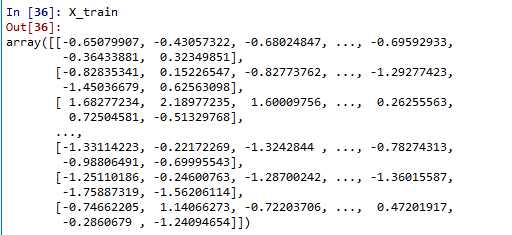 In [36]: X_train
Out[36]:
array([[-0.65079907, -0.43057322, -0.68024847, ..., -0.69592933,
        -0.36433881,  0.32349851],
       [-0.82835341,  0.15226547, -0.82773762, ..., -1.29277423,
        -1.45036679,  0.62563098],
       [ 1.68277234,  2.18977235,  1.60009756, ...,  0.26255563,
         0.72504581, -0.51329768],
       ...,
       [-1.33114223, -0.22172269, -1.3242844 , ..., -0.78274313,
        -0.98806491, -0.69995543],
       [-1.25110186, -0.24600763, -1.28700242, ..., -1.36015587,
        -1.75887319, -1.56206114],
       [-0.74662205,  1.14066273, -0.72203706, ...,  0.47201917,
        -0.2860679 , -1.24094654]])